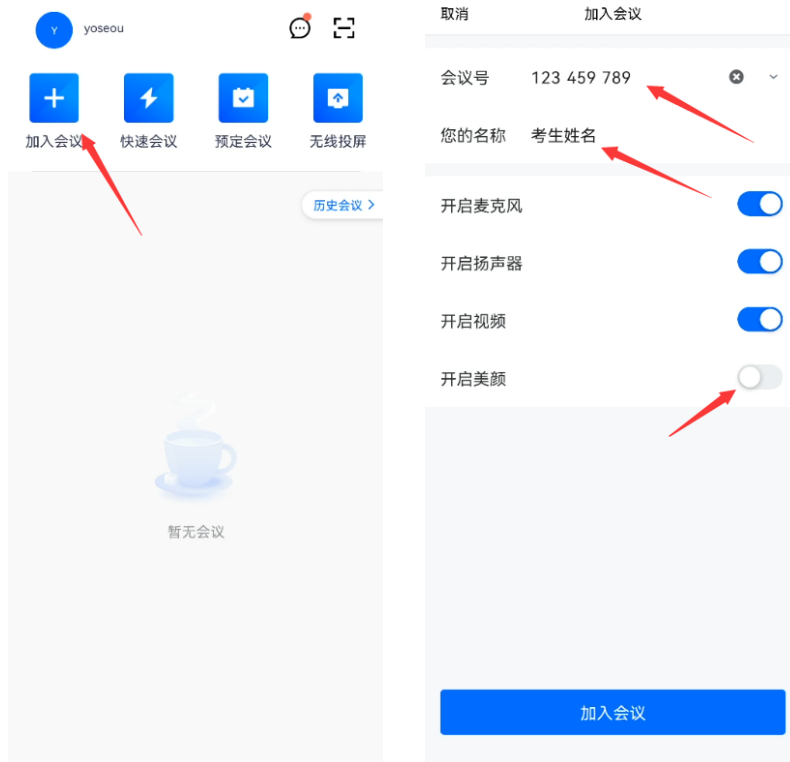 Y
yoseou
加入会议
快速会议
预定会议
无线投屏
历史会议
暂无会议
取消
加入会议
会议号 123 459 789
您的名称 考生姓名
开启麦克风
开启扬声器
开启视频
开启美颜
加入会议